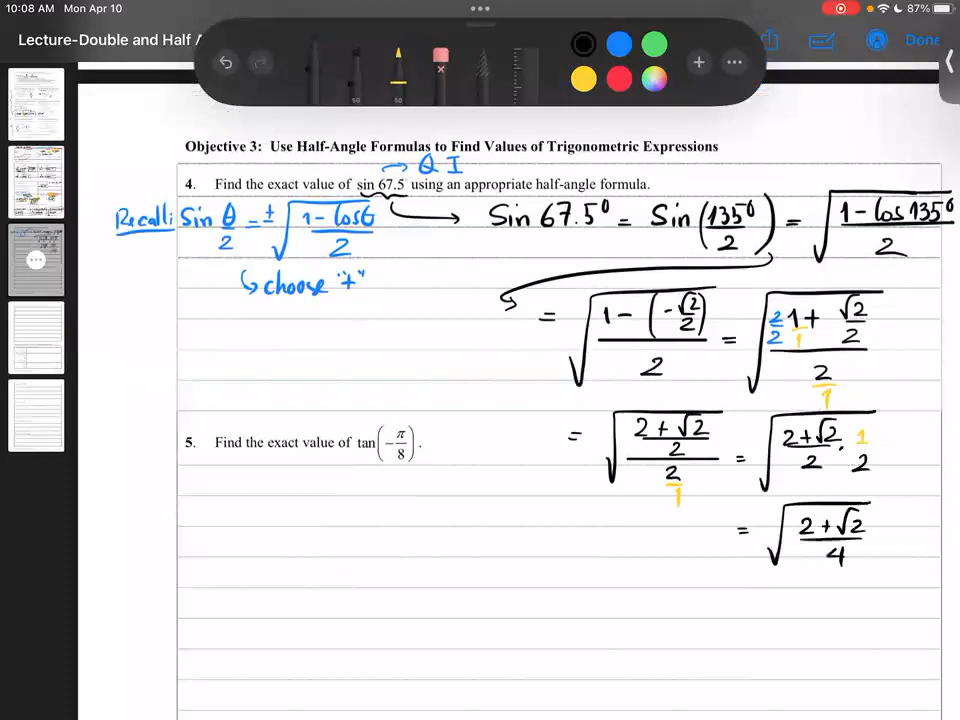 10:08 AM Mon Apr 10
87%
Lecture-Double and Half A
Done
50
50
Objective 3: Use Half-Angle Formulas to Find Values of Trigonometric Expressions
→ Q I
4. Find the exact value of sin 67.5° using an appropriate half-angle formula.
Recall: Sin θ/2 = ± √((1 - Cosθ)/2)
↳ choose "+"
→ Sin 67.5° = Sin (135°/2) = √((1 - Cos 135°)/2)
= √((1 - (-√2/2))/2) = √((2/2 1/1 + √2/2)/(2/1))
= √(((2 + √2)/2)/(2/1)) = √((2+√2)/2 · 1/2)
= √((2 + √2)/4)
5. Find the exact value of tan(-π/8).